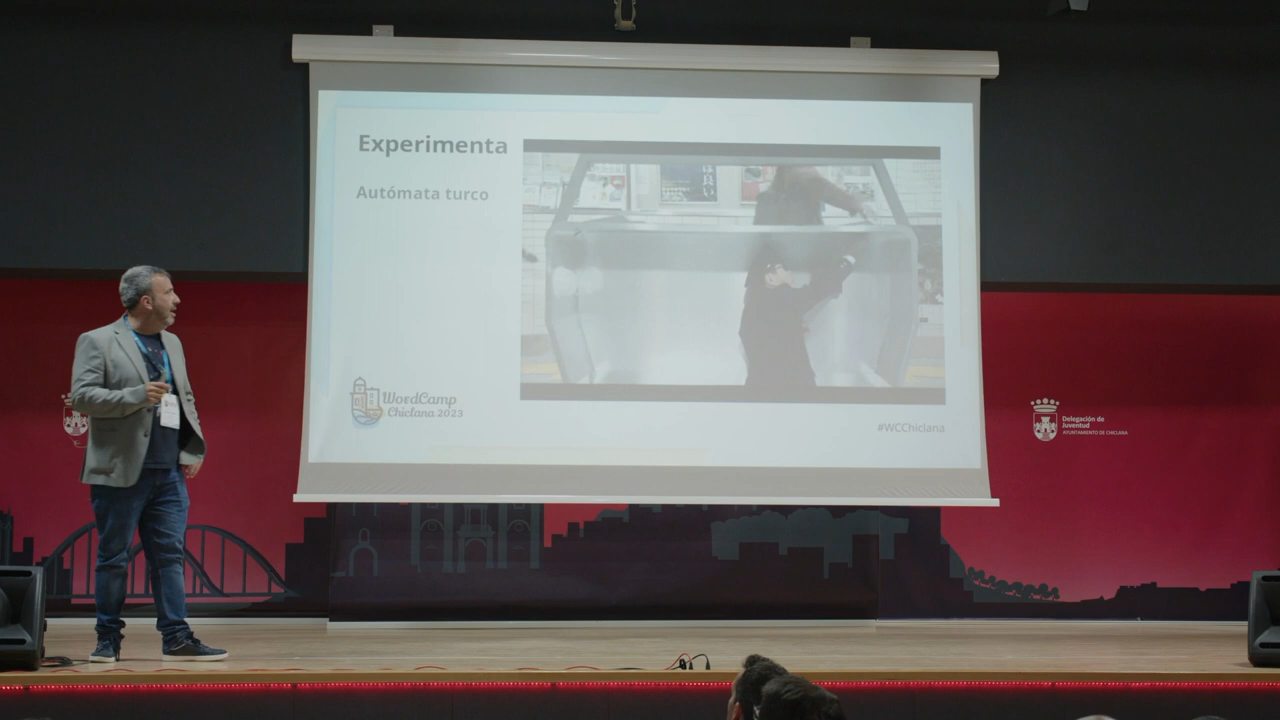 Experimenta
Autómata turco
WordCamp
Chiclana 2023
#WCChiclana
Delegación de
Juventud
AYUNTAMIENTO DE CHICLANA